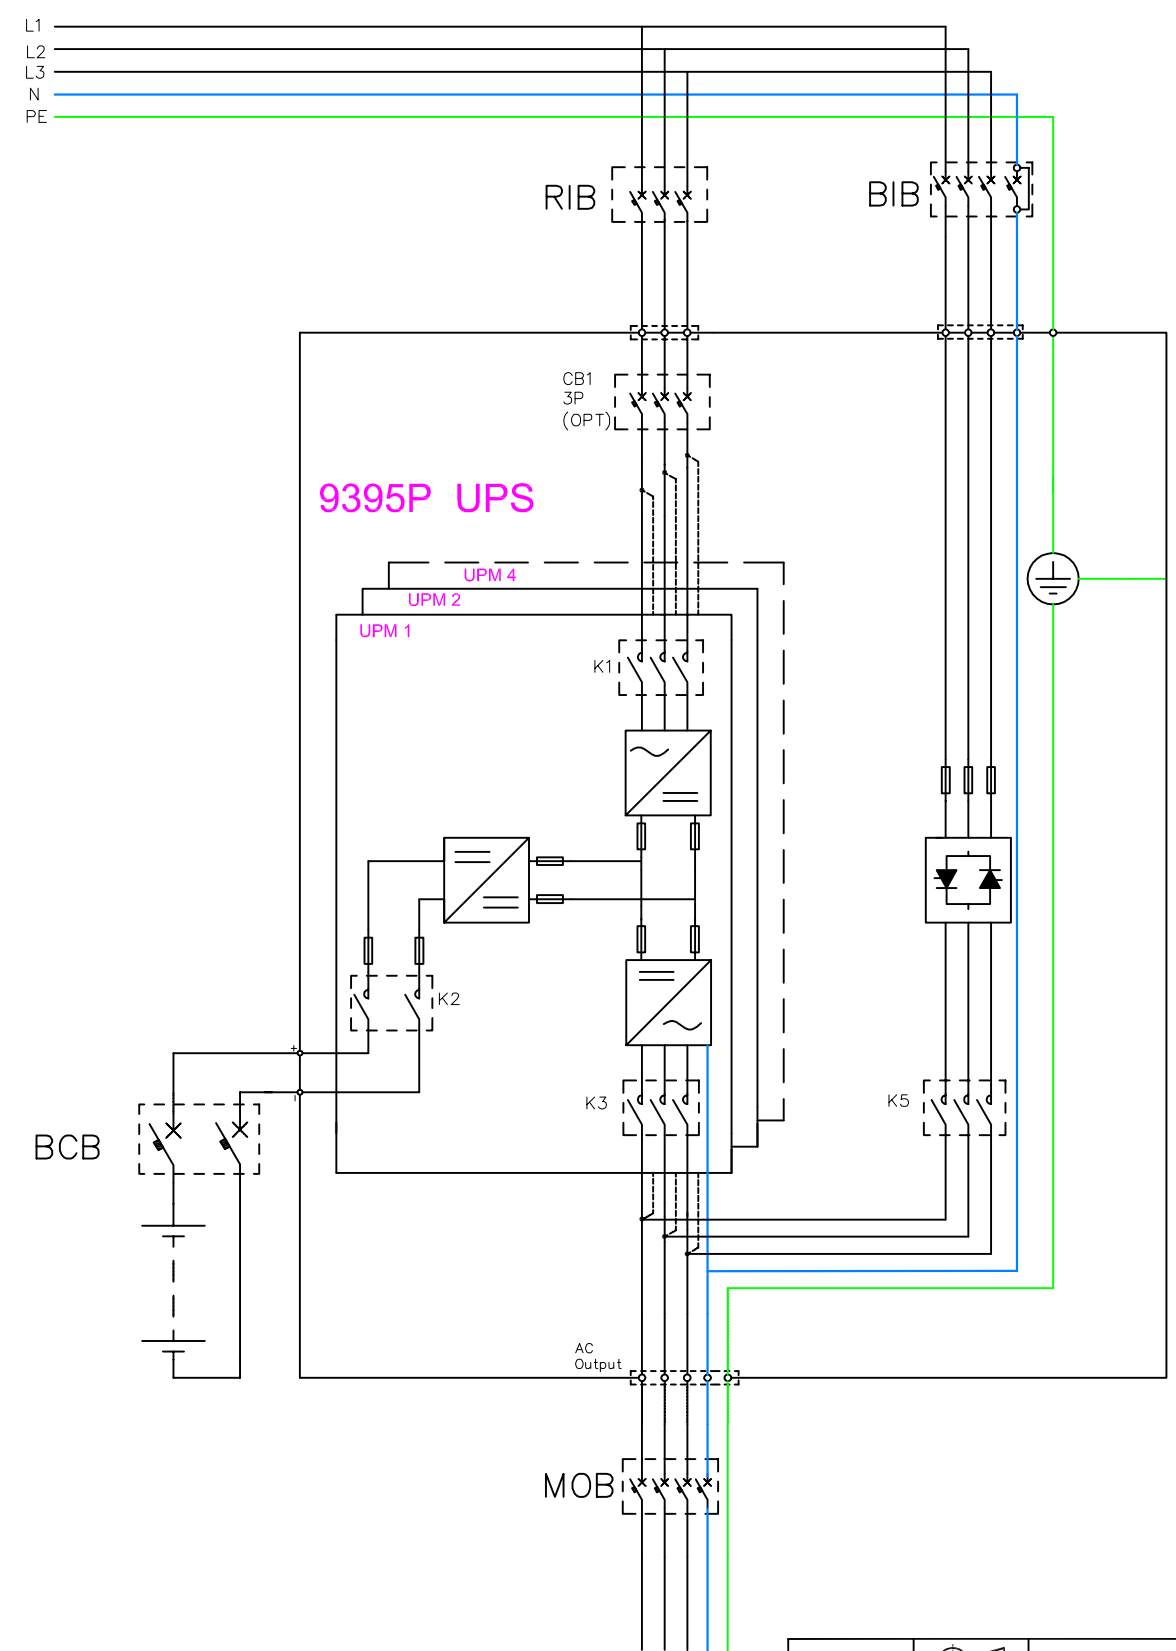 L1
L2
L3
N
PE
RIB
BIB
CB1
3P
(OPT)
9395P UPS
UPM 4
UPM 2
UPM 1
K1
K2
+
-
K3
K5
BCB
AC
Output
MOB